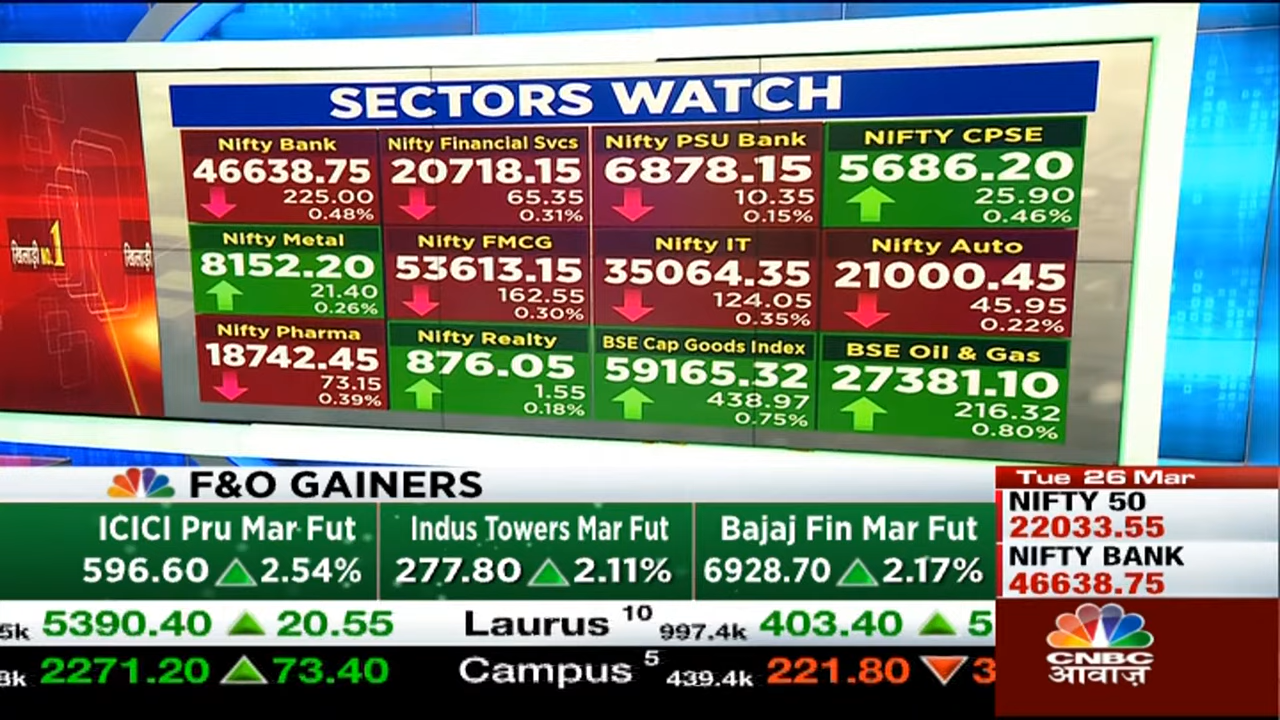 SECTORS WATCH
Nifty Bank
46638.75
225.00
0.48%
Nifty Financial Svcs
20718.15
65.35
0.31%
Nifty PSU Bank
6878.15
10.35
0.15%
NIFTY CPSE
5686.20
25.90
0.46%
Nifty Metal
8152.20
21.40
0.26%
Nifty FMCG
53613.15
162.55
0.30%
Nifty IT
35064.35
124.05
0.35%
Nifty Auto
21000.45
45.95
0.22%
Nifty Pharma
18742.45
73.15
0.39%
Nifty Realty
876.05
1.55
0.18%
BSE Cap Goods Index
59165.32
438.97
0.75%
BSE Oil & Gas
27381.10
216.32
0.80%
खिलाड़ी NO.1 खिलाड़ी
F&O GAINERS
ICICI Pru Mar Fut
596.60 2.54%
Indus Towers Mar Fut
277.80 2.11%
Bajaj Fin Mar Fut
6928.70 2.17%
Tue 26 Mar
NIFTY 50
22033.55
NIFTY BANK
46638.75
5k 5390.40 20.55 Laurus 10 997.4k 403.40 5
8k 2271.20 73.40 Campus 5 439.4k 221.80 3
CNBC
आवाज़